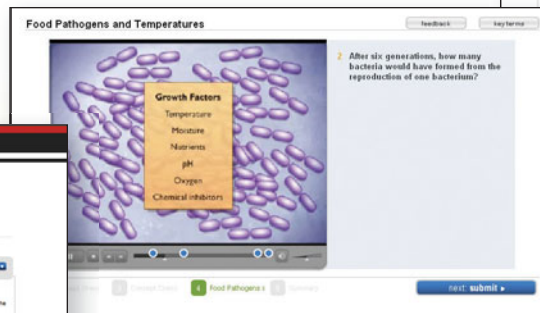 Food Pathogens and Temperatures
feedback
key terms
2 After six generations, how many
bacteria would have formed from the
reproduction of one bacterium?
Growth Factors
Temperature
Moisture
Nutrients
pH
Oxygen
Chemical inhibitors
4 Food Pathogens
next: submit